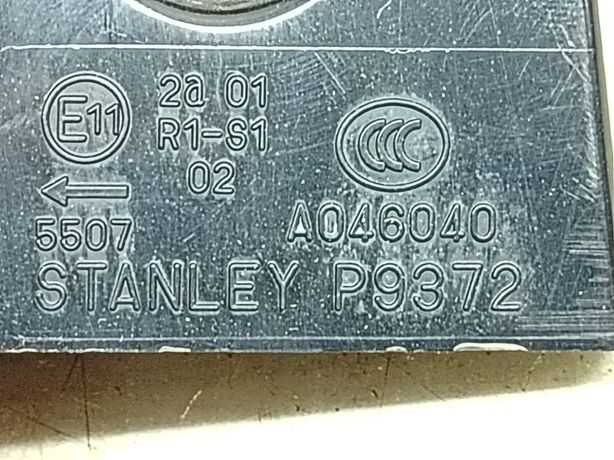 E11 2a 01
R1-S1
02
CCC
5507 A046040
STANLEY P9372